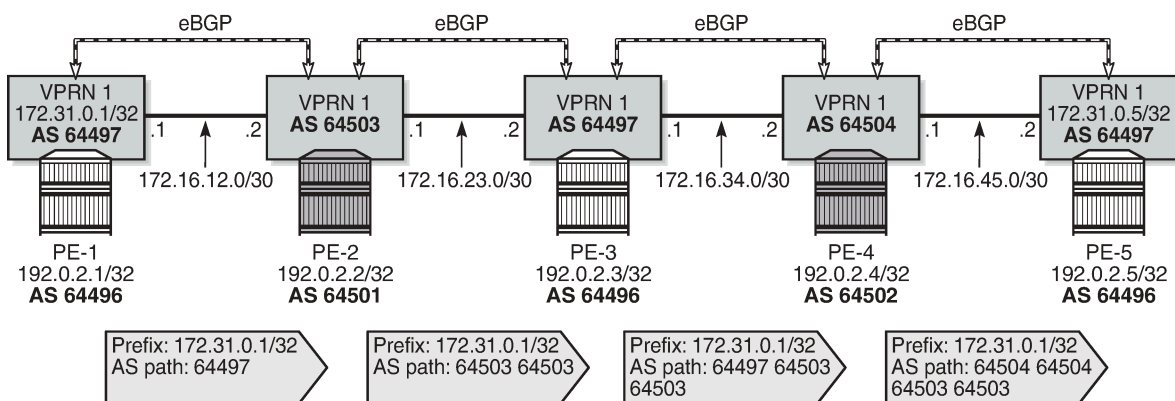 eBGP
eBGP
eBGP
eBGP
VPRN 1
172.31.0.1/32
AS 64497
VPRN 1
AS 64503
VPRN 1
AS 64497
VPRN 1
AS 64504
VPRN 1
172.31.0.5/32
AS 64497
.1
.2
.1
.2
.1
.2
.1
.2
172.16.12.0/30
172.16.23.0/30
172.16.34.0/30
172.16.45.0/30
PE-1
192.0.2.1/32
AS 64496
PE-2
192.0.2.2/32
AS 64501
PE-3
192.0.2.3/32
AS 64496
PE-4
192.0.2.4/32
AS 64502
PE-5
192.0.2.5/32
AS 64496
Prefix: 172.31.0.1/32
AS path: 64497
Prefix: 172.31.0.1/32
AS path: 64503 64503
Prefix: 172.31.0.1/32
AS path: 64497 64503
64503
Prefix: 172.31.0.1/32
AS path: 64504 64504
64503 64503